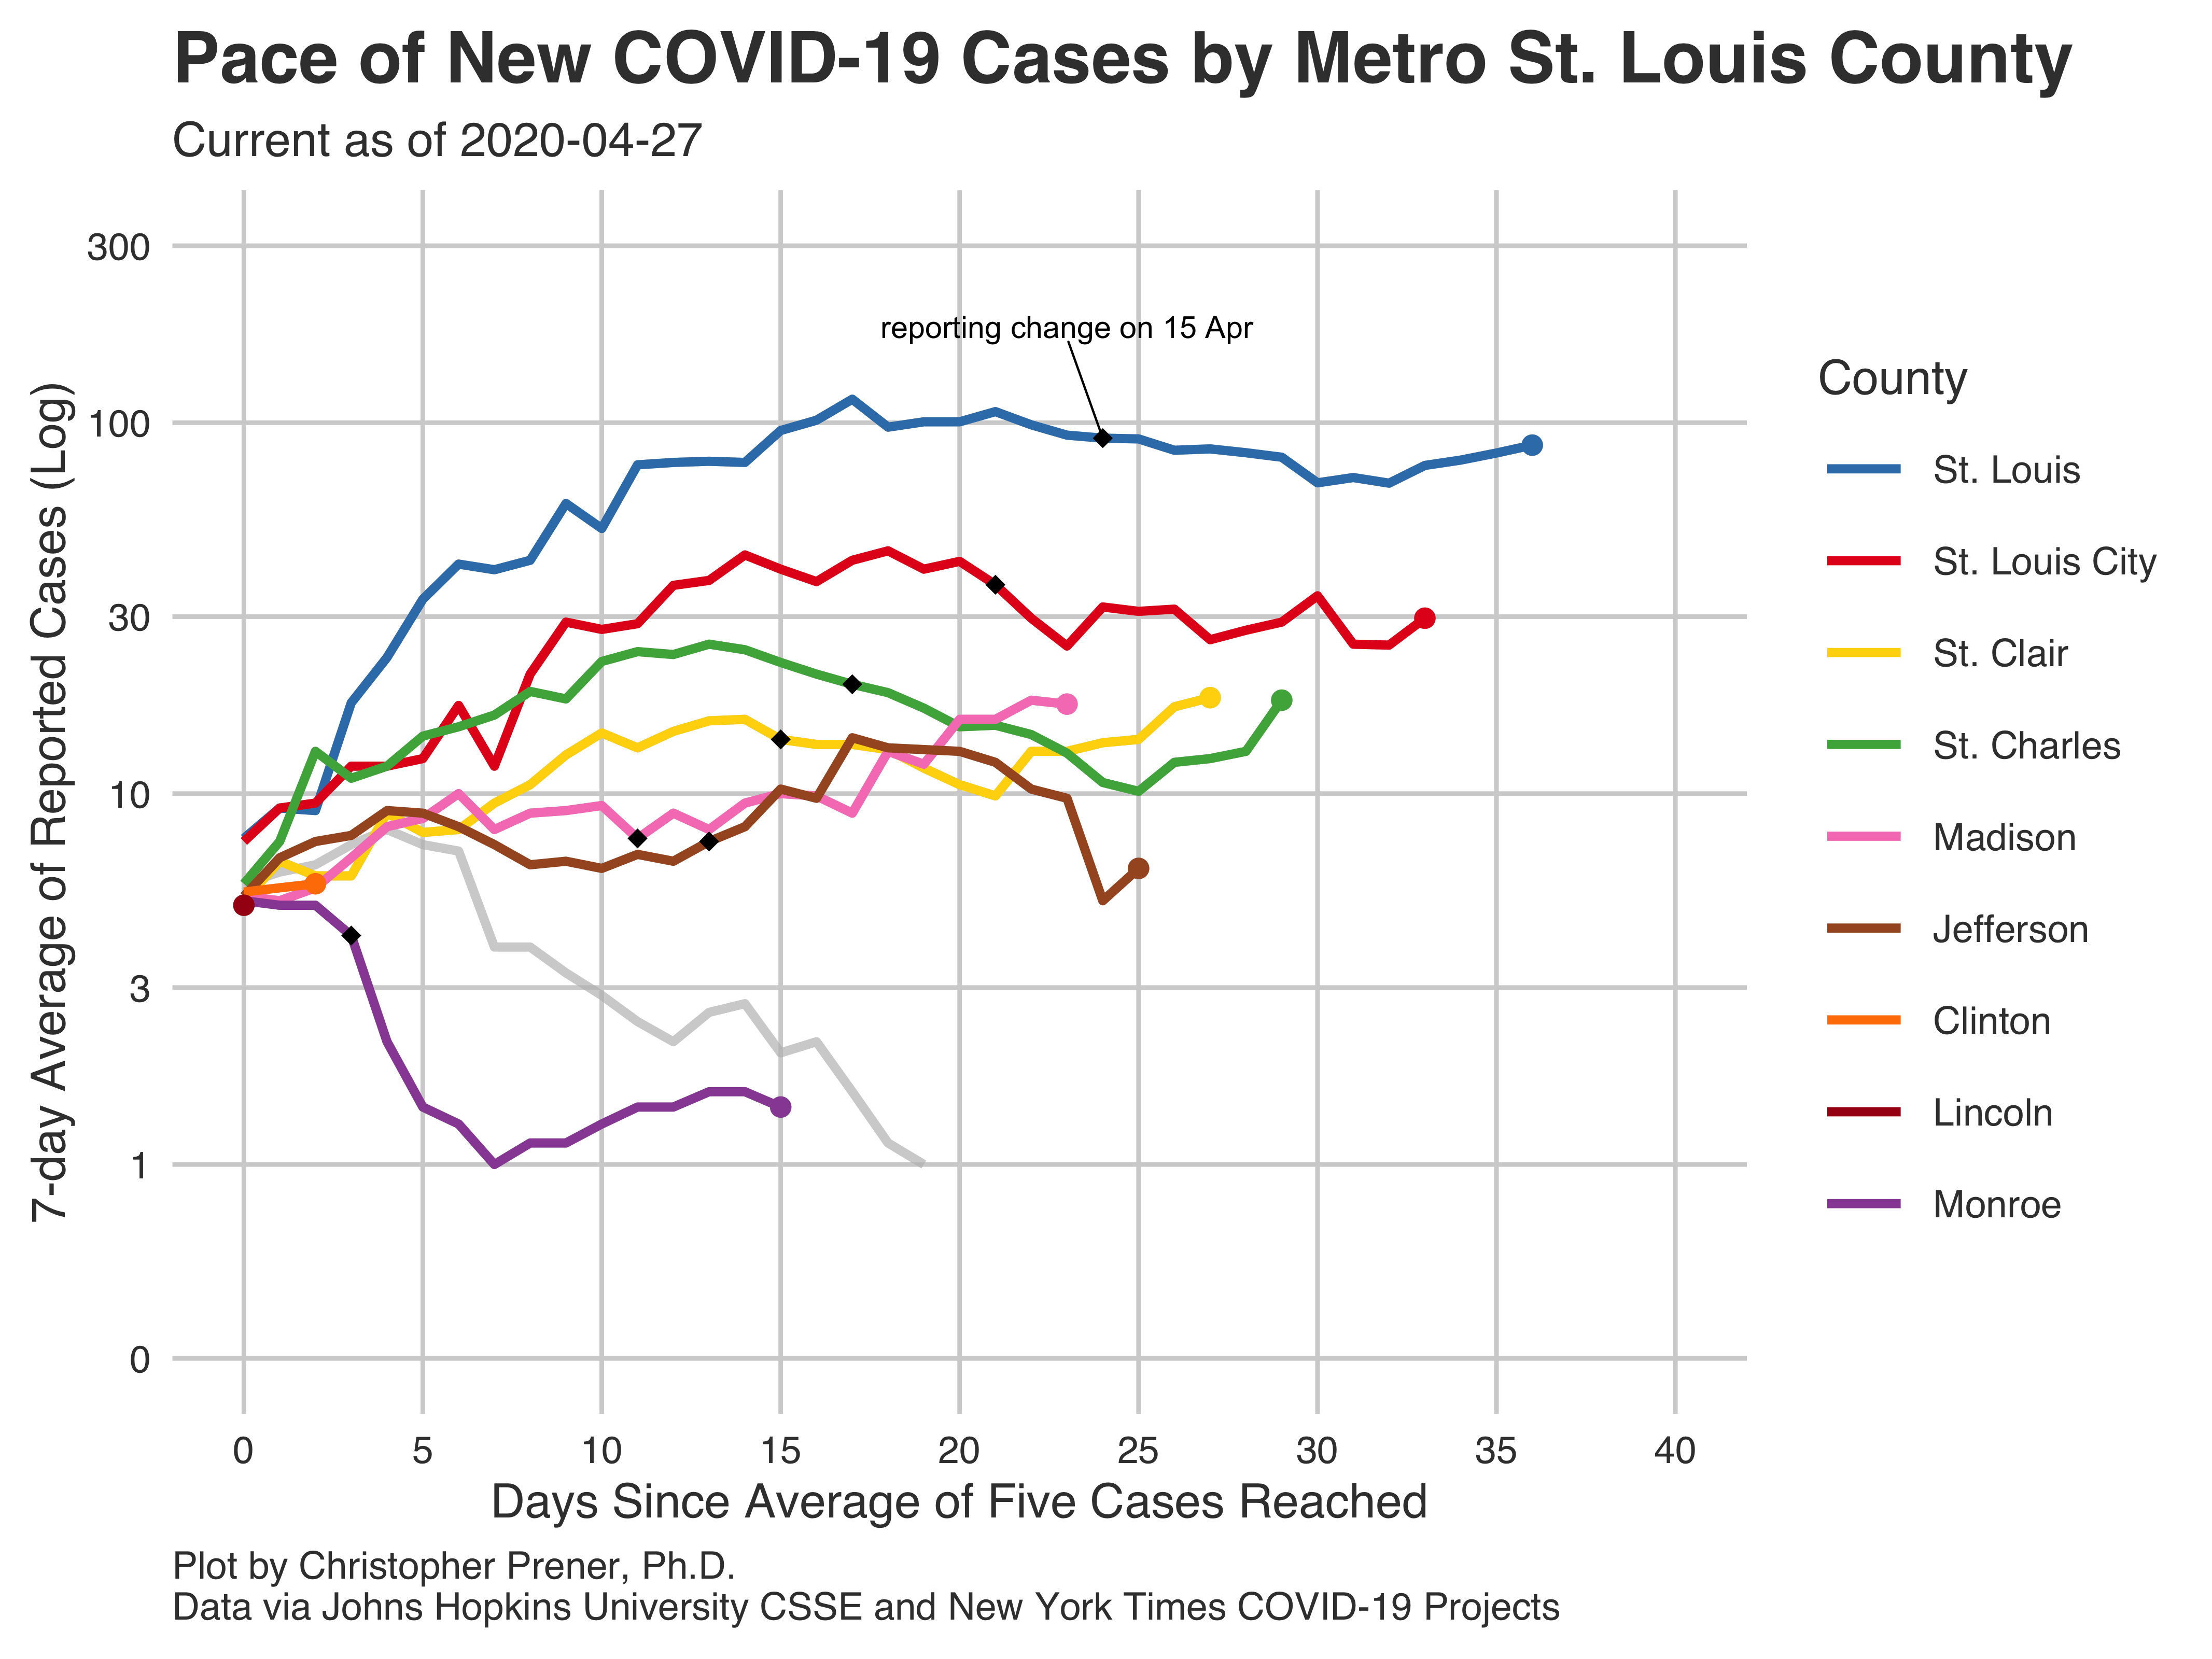 Pace of New COVID-19 Cases by Metro St. Louis County
Current as of 2020-04-27
7-day Average of Reported Cases (Log)
300
100
30
10
3
1
0
reporting change on 15 Apr
0 5 10 15 20 25 30 35 40
Days Since Average of Five Cases Reached
County
St. Louis
St. Louis City
St. Clair
St. Charles
Madison
Jefferson
Clinton
Lincoln
Monroe
Plot by Christopher Prener, Ph.D.
Data via Johns Hopkins University CSSE and New York Times COVID-19 Projects